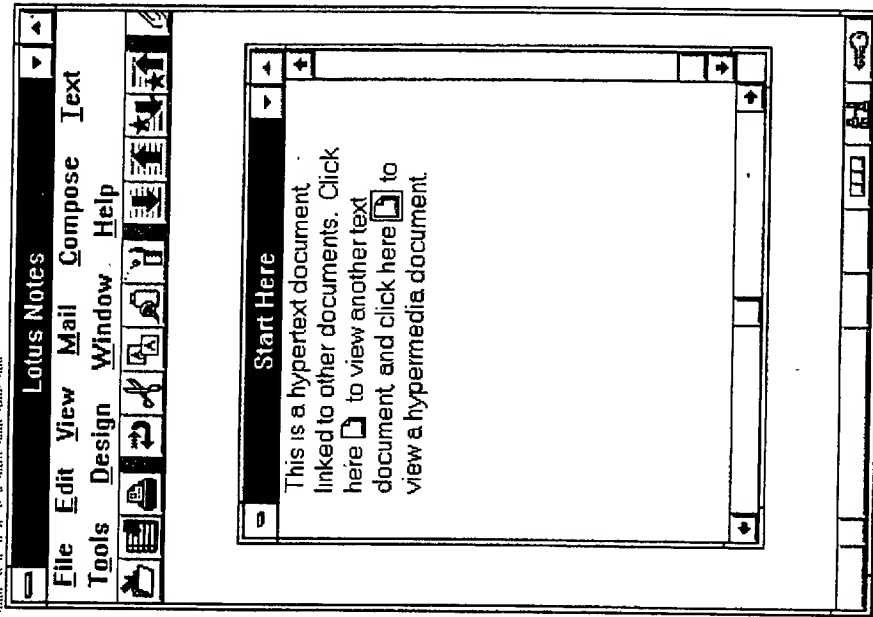 Lotus Notes
File Edit View Mail Compose Text
Tools Design Window Help
Start Here
This is a hypertext document
linked to other documents. Click
here to view another text
document and click here to
view a hypermedia document.